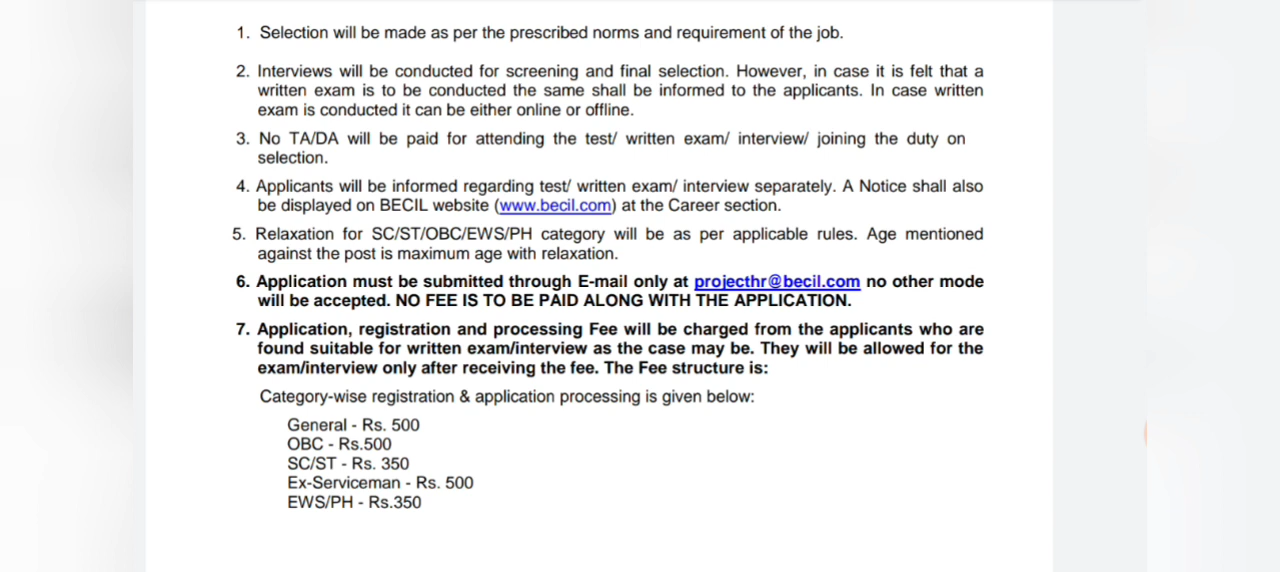 1. Selection will be made as per the prescribed norms and requirement of the job.
2. Interviews will be conducted for screening and final selection. However, in case it is felt that a
written exam is to be conducted the same shall be informed to the applicants. In case written
exam is conducted it can be either online or offline.
3. No TA/DA will be paid for attending the test/ written exam/ interview/ joining the duty on
selection.
4. Applicants will be informed regarding test/ written exam/ interview separately. A Notice shall also
be displayed on BECIL website (www.becil.com) at the Career section.
5. Relaxation for SC/ST/OBC/EWS/PH category will be as per applicable rules. Age mentioned
against the post is maximum age with relaxation.
6. Application must be submitted through E-mail only at projecthr@becil.com no other mode
will be accepted. NO FEE IS TO BE PAID ALONG WITH THE APPLICATION.
7. Application, registration and processing Fee will be charged from the applicants who are
found suitable for written exam/interview as the case may be. They will be allowed for the
exam/interview only after receiving the fee. The Fee structure is:
Category-wise registration & application processing is given below:
General - Rs. 500
OBC - Rs.500
SC/ST - Rs. 350
Ex-Serviceman - Rs. 500
EWS/PH - Rs.350